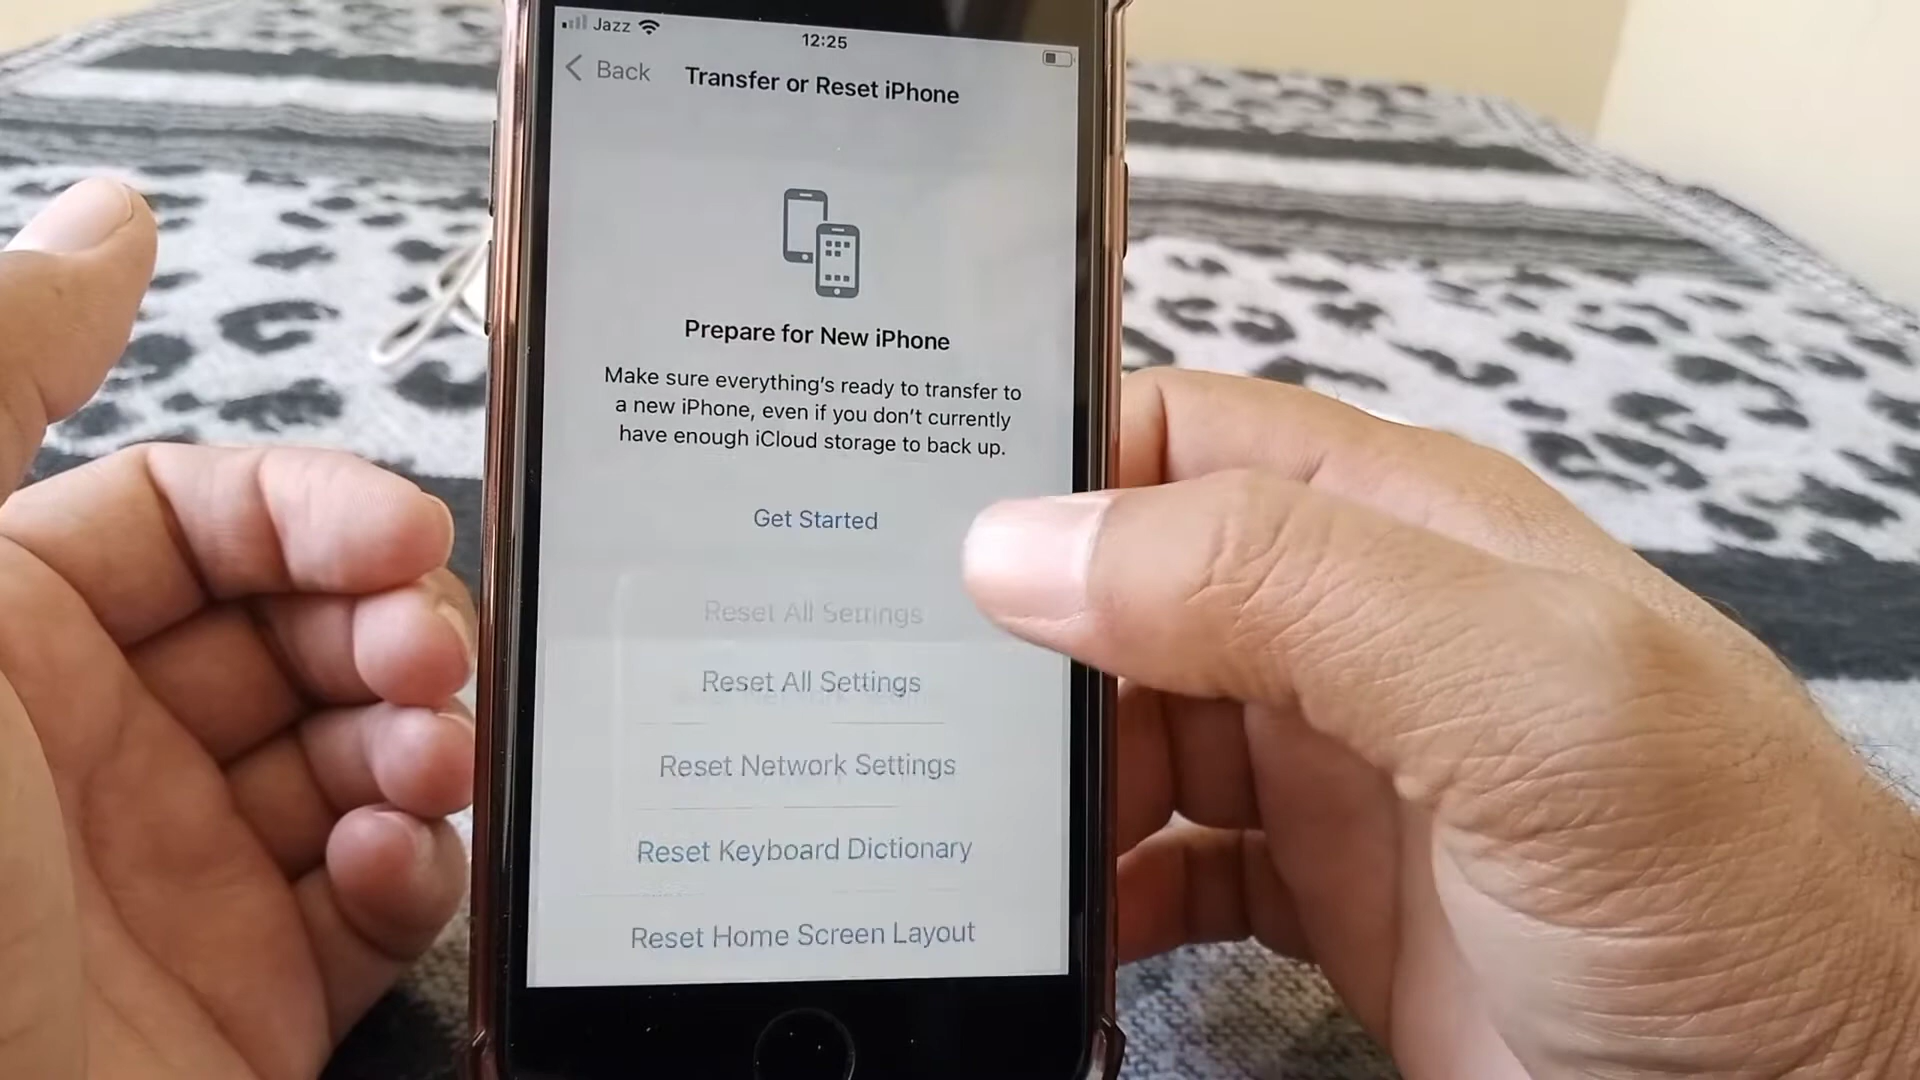 Jazz
12:25
Back
Transfer or Reset iPhone
Prepare for New iPhone
Make sure everything's ready to transfer to
a new iPhone, even if you don't currently
have enough iCloud storage to back up.
Get Started
Reset All Settings
Reset All Settings
Reset Network Settings
Reset Keyboard Dictionary
Reset Home Screen Layout